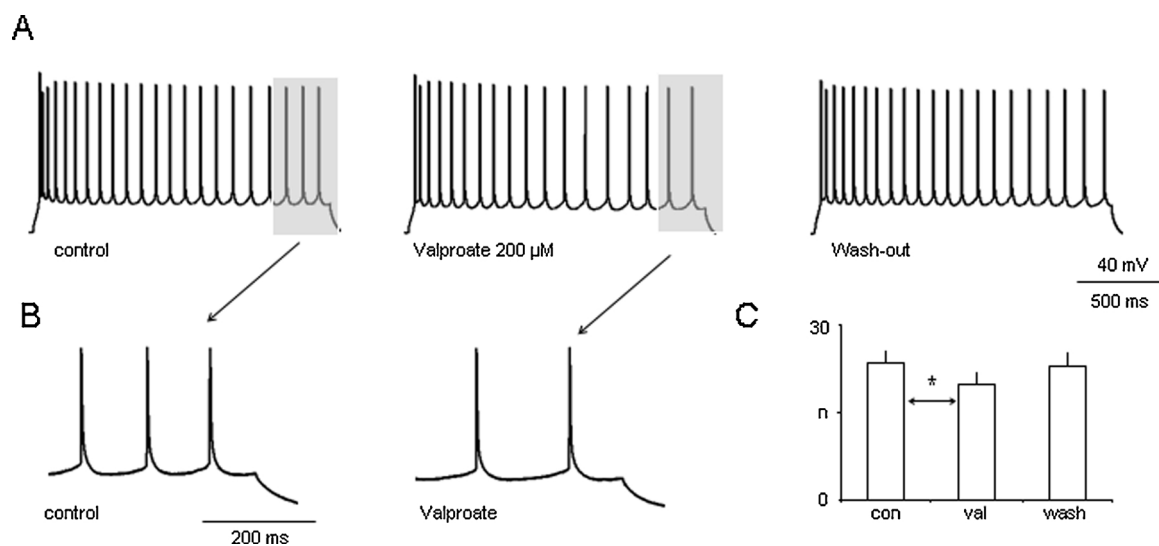 A
control
Valproate 200 µM
Wash-out
40 mV
500 ms
B
control
200 ms
Valproate
C
30
n
0
*
con
val
wash